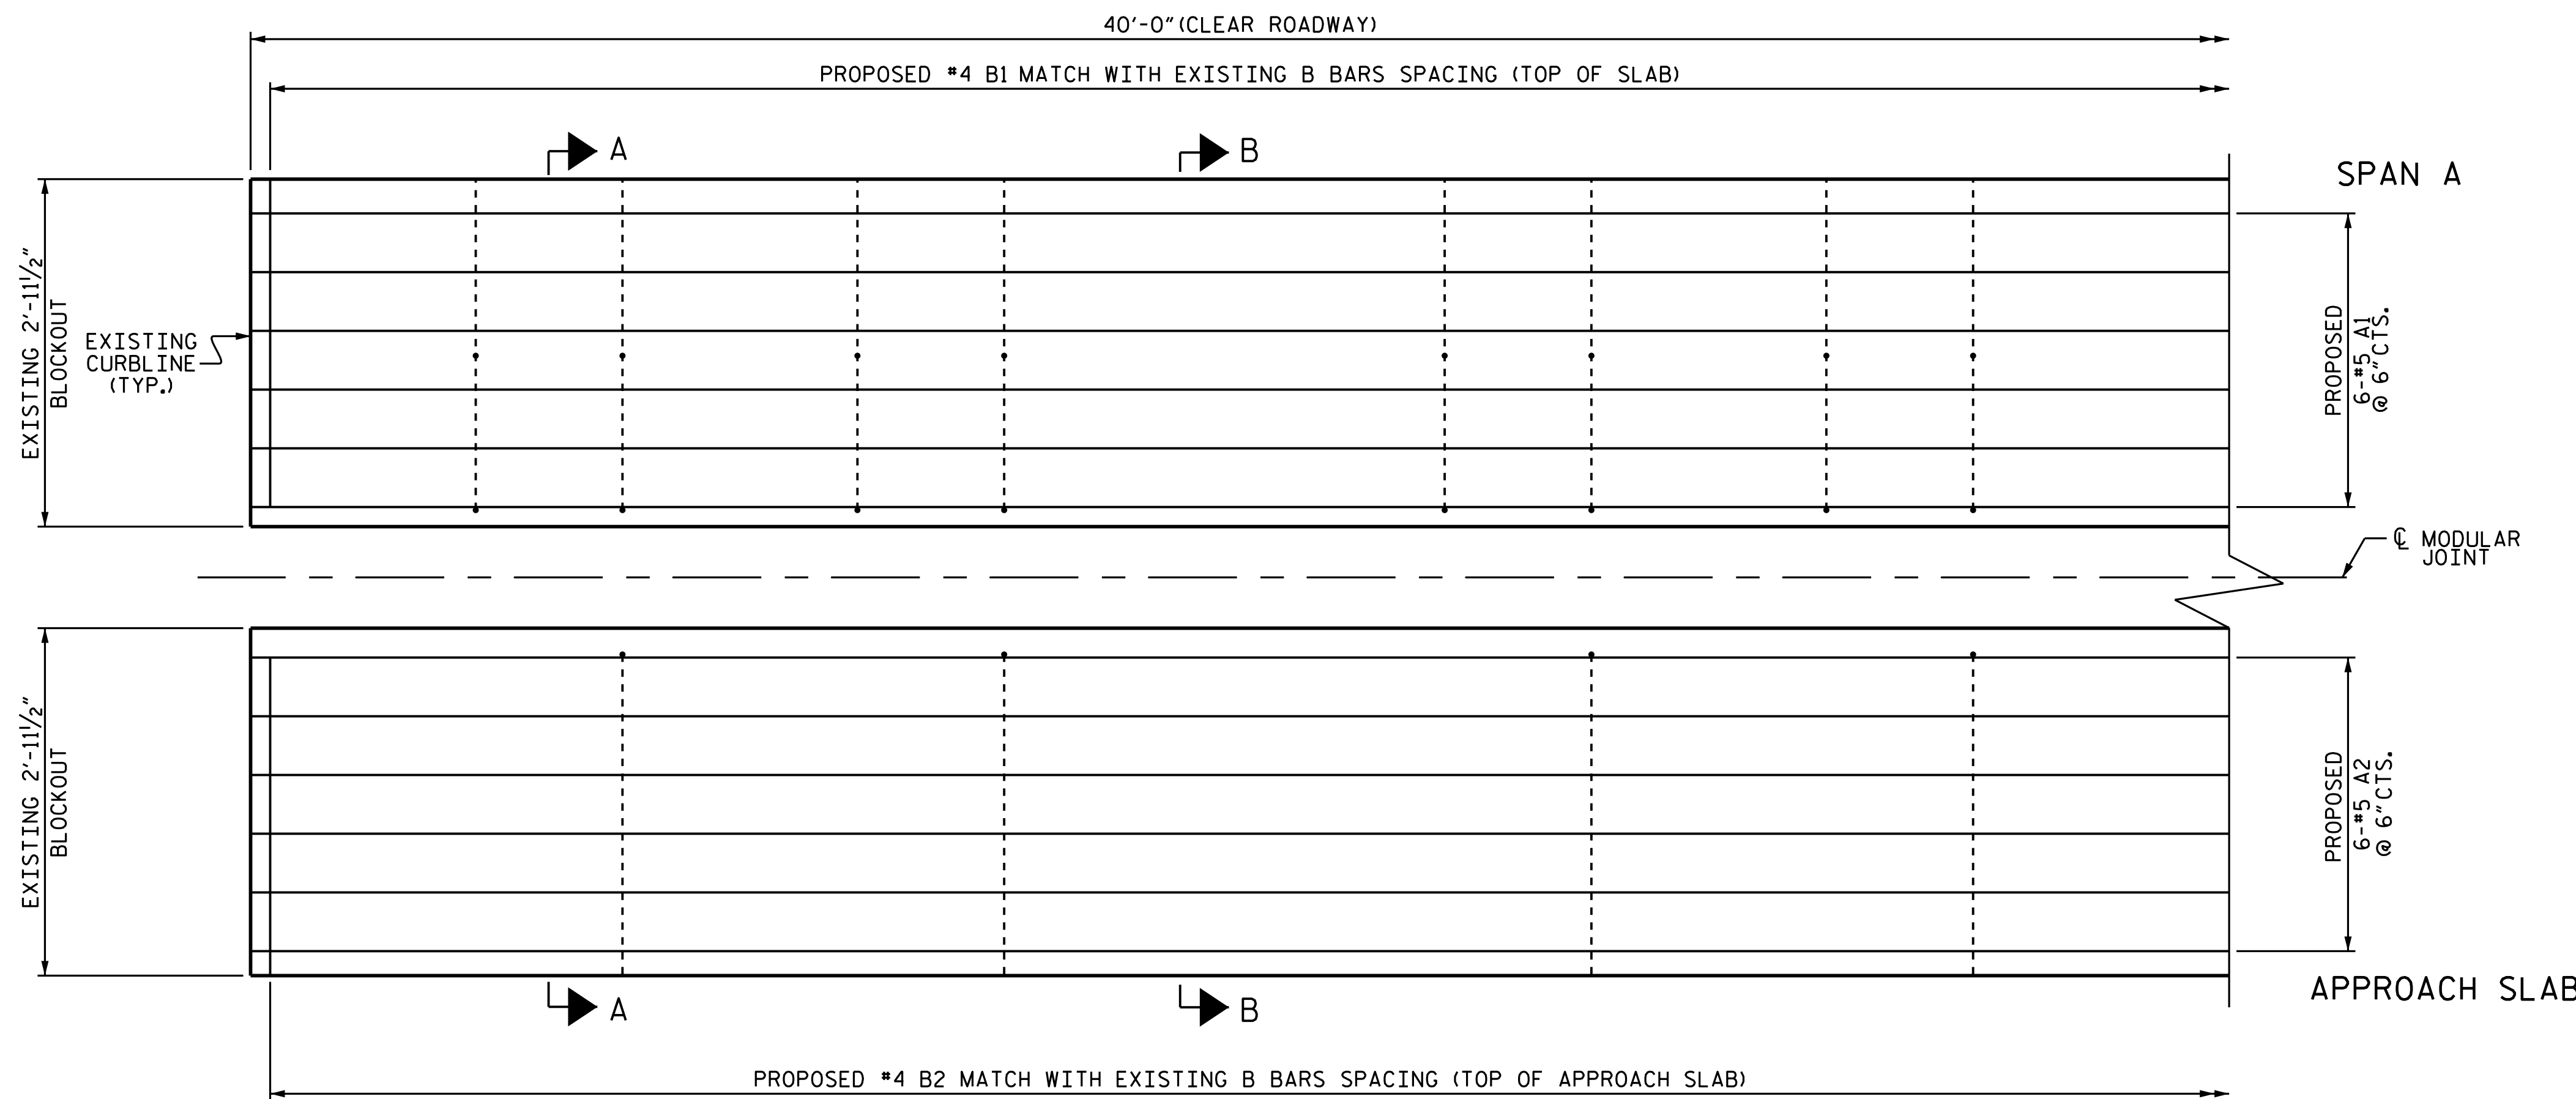 40'-0"(CLEAR ROADWAY)
PROPOSED #4 B1 MATCH WITH EXISTING B BARS SPACING (TOP OF SLAB)
A
B
SPAN A
EXISTING 2'-11½"
BLOCKOUT
EXISTING
CURBLINE
(TYP.)
PROPOSED
6-#5 A1
@ 6"CTS.
℄ MODULAR
JOINT
EXISTING 2'-11½"
BLOCKOUT
PROPOSED
6-#5 A2
@ 6"CTS.
A
B
APPROACH SLAB
PROPOSED #4 B2 MATCH WITH EXISTING B BARS SPACING (TOP OF APPROACH SLAB)